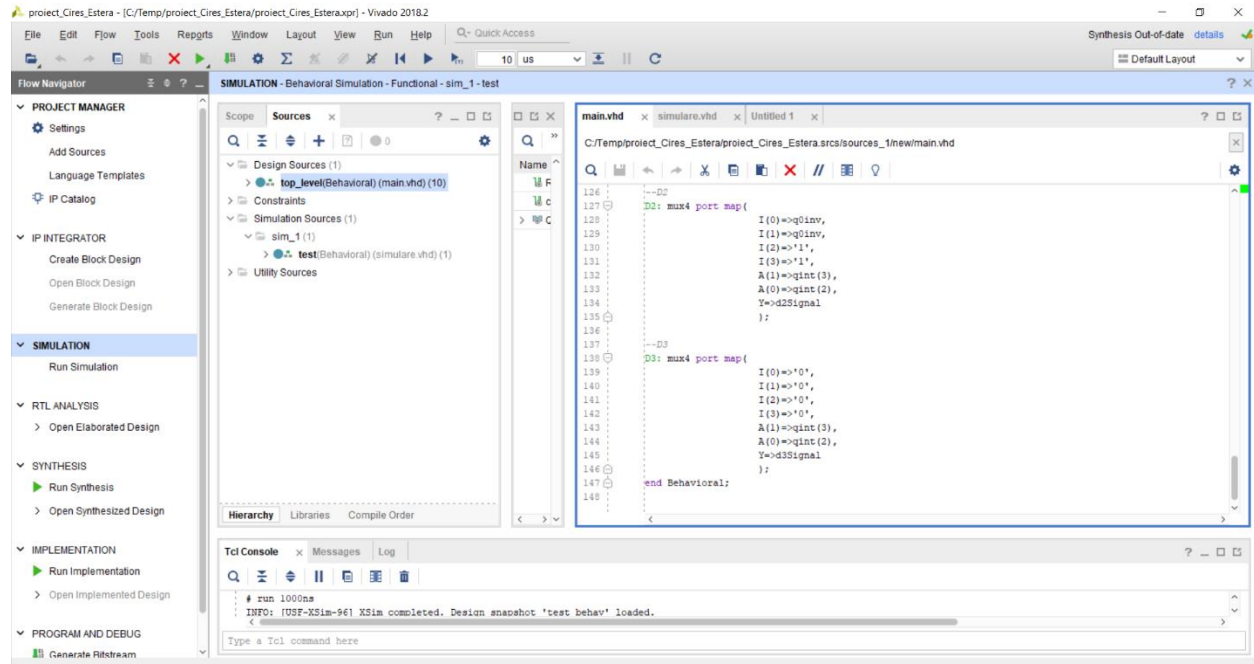 proiect_Cires_Estera - [C:/Temp/proiect_Cires_Estera/proiect_Cires_Estera.xpr] - Vivado 2018.2
File Edit Flow Tools Reports Window Layout View Run Help Q- Quick Access
Synthesis Out-of-date details
10 us
Default Layout
Flow Navigator
PROJECT MANAGER
Settings
Add Sources
Language Templates
IP Catalog
IP INTEGRATOR
Create Block Design
Open Block Design
Generate Block Design
SIMULATION
Run Simulation
RTL ANALYSIS
Open Elaborated Design
SYNTHESIS
Run Synthesis
Open Synthesized Design
IMPLEMENTATION
Run Implementation
Open Implemented Design
PROGRAM AND DEBUG
Generate Bitstream
SIMULATION - Behavioral Simulation - Functional - sim_1 - test
Scope Sources
0
Design Sources (1)
top_level(Behavioral) (main.vhd) (10)
Constraints
Simulation Sources (1)
sim_1 (1)
test(Behavioral) (simulare.vhd) (1)
Utility Sources
Hierarchy Libraries Compile Order
Name
main.vhd simulare.vhd Untitled 1
C:/Temp/proiect_Cires_Estera/proiect_Cires_Estera.srcs/sources_1/new/main.vhd
126 --D2
127 D2: mux4 port map(
128 I(0)=>q0inv,
129 I(1)=>q0inv,
130 I(2)=>'1',
131 I(3)=>'1',
132 A(1)=>qint(3),
133 A(0)=>qint(2),
134 Y=>d2Signal
135 );
136
137 --D3
138 D3: mux4 port map(
139 I(0)=>'0',
140 I(1)=>'0',
141 I(2)=>'0',
142 I(3)=>'0',
143 A(1)=>qint(3),
144 A(0)=>qint(2),
145 Y=>d3Signal
146 );
147 end Behavioral;
148
Tcl Console Messages Log
# run 1000ns
INFO: [USF-XSim-96] XSim completed. Design snapshot 'test behav' loaded.
Type a Tcl command here